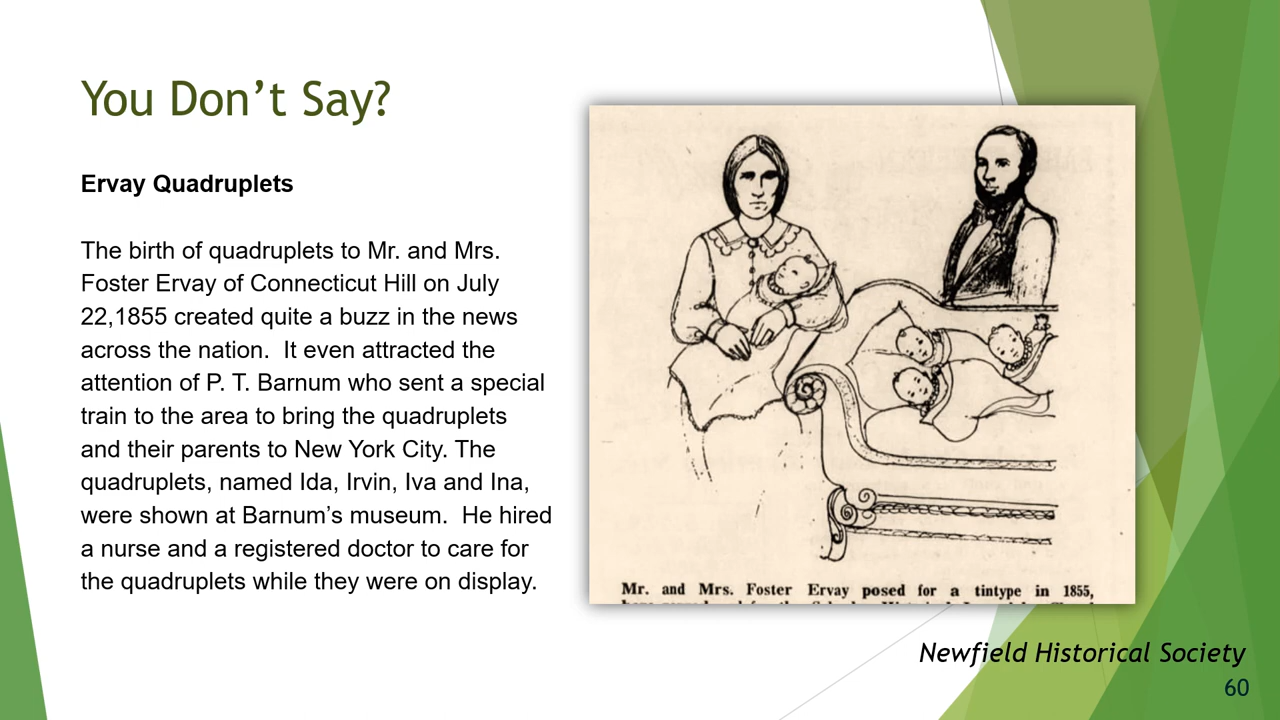 You Don’t Say?
Ervay Quadruplets
The birth of quadruplets to Mr. and Mrs.
Foster Ervay of Connecticut Hill on July
22,1855 created quite a buzz in the news
across the nation.  It even attracted the
attention of P. T. Barnum who sent a special
train to the area to bring the quadruplets
and their parents to New York City. The
quadruplets, named Ida, Irvin, Iva and Ina,
were shown at Barnum’s museum.  He hired
a nurse and a registered doctor to care for
the quadruplets while they were on display.
Mr. and Mrs. Foster Ervay posed for a tintype in 1855,
Newfield Historical Society
60